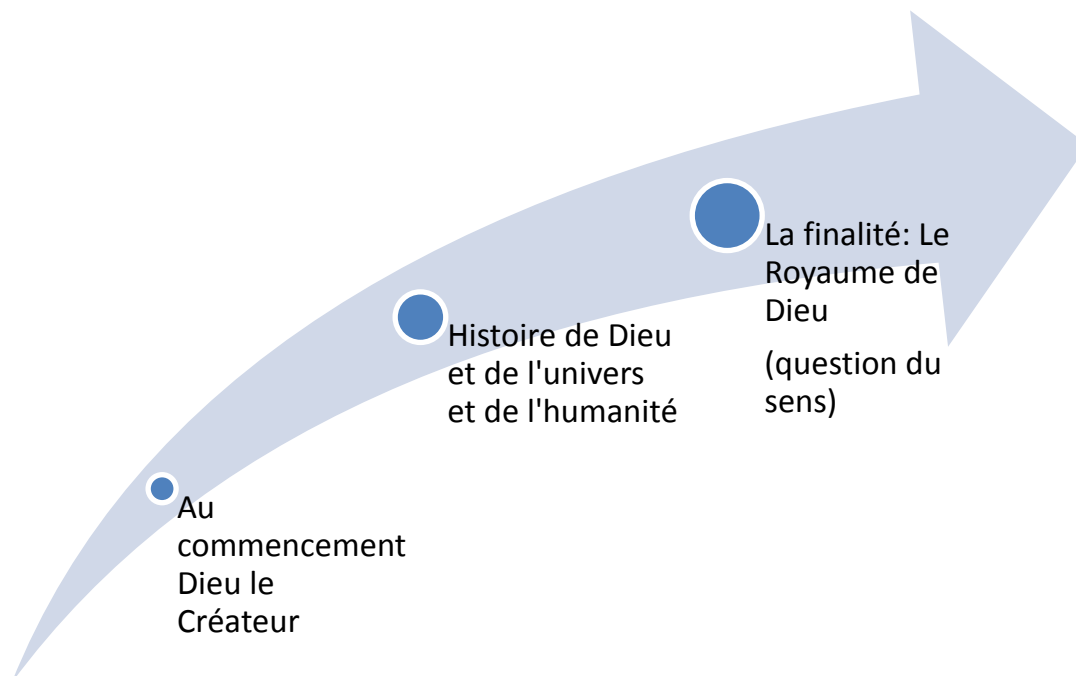 Au
commencement
Dieu le
Créateur
Histoire de Dieu
et de l'univers
et de l'humanité
La finalité: Le
Royaume de
Dieu
(question du
sens)